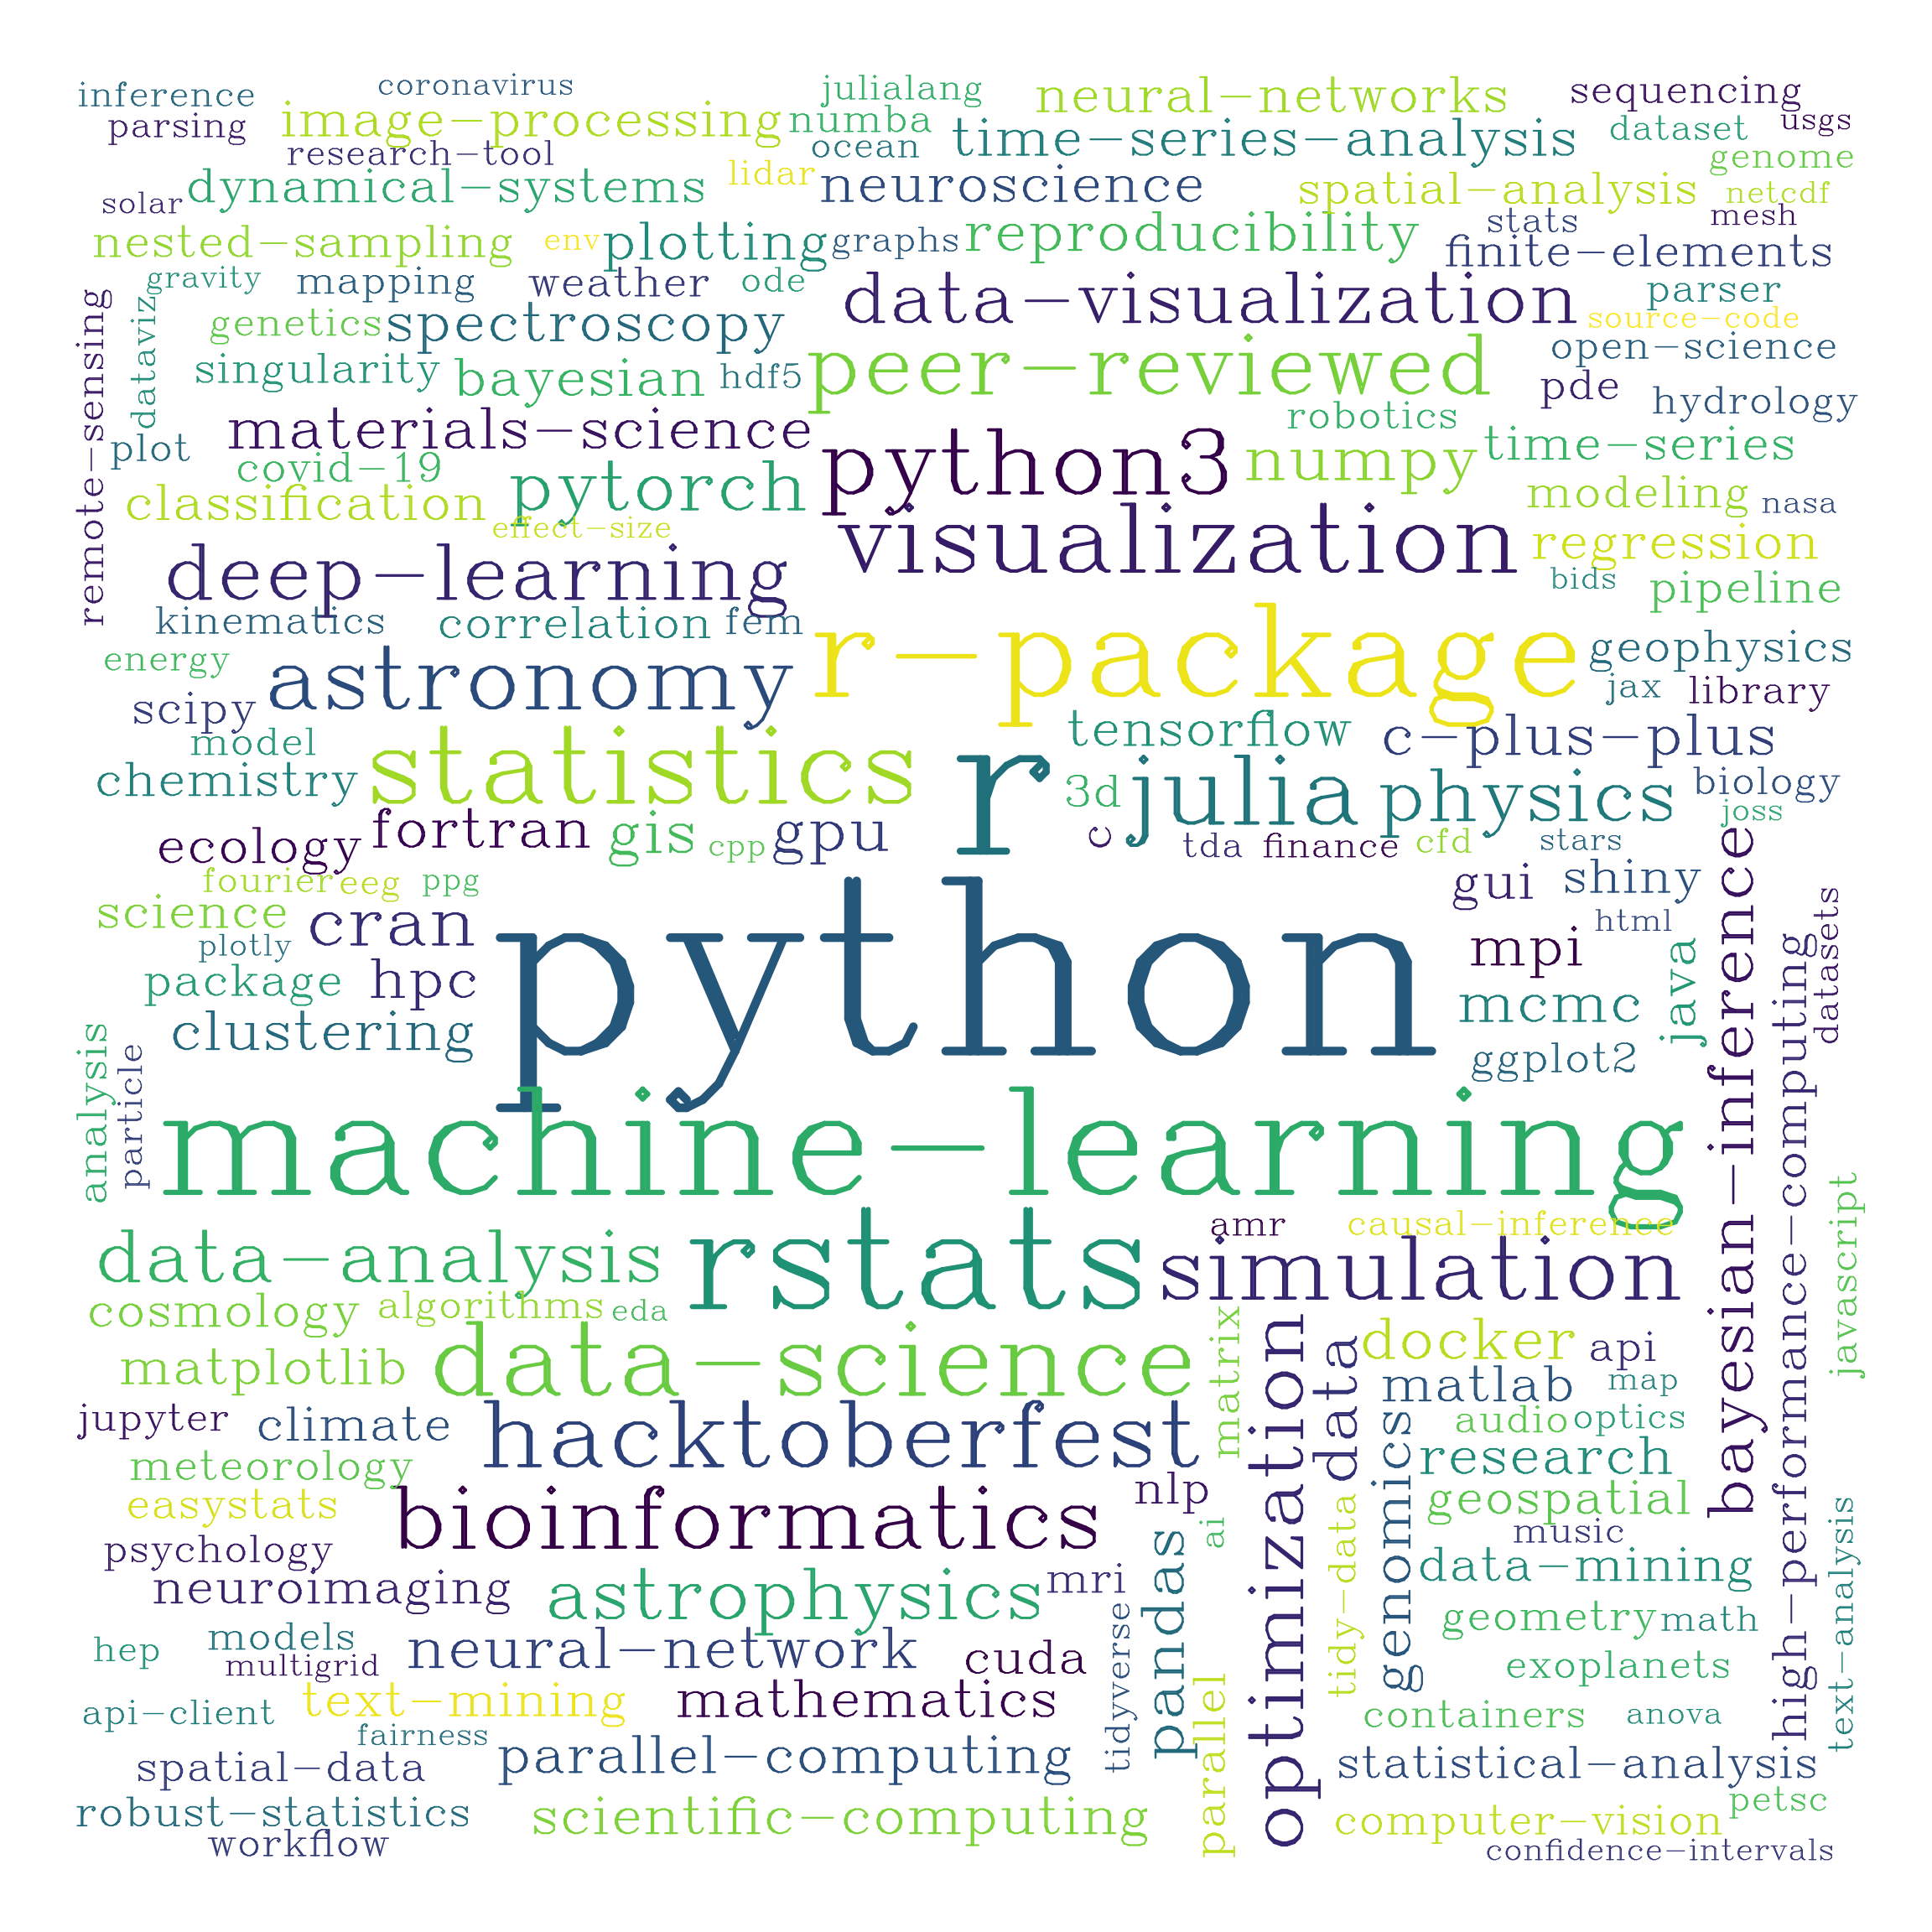 coronavirus
julialang
neural-networks
sequencing
inference
image-processing
numba
time-series-analysis
dataset
usgs
parsing
research-tool
ocean
genome
solar
dynamical-systems
lidar
neuroscience
spatial-analysis
netcdf
nested-sampling
env
plotting
graphs
reproducibility
stats
mesh
finite-elements
gravity
mapping
weather
ode
data-visualization
parser
remote-sensing
dataviz
genetics
spectroscopy
source-code
singularity
bayesian
hdf5
peer-reviewed
open-science
pde
hydrology
materials-science
robotics
plot
covid-19
pytorch
python3
numpy
time-series
classification
effect-size
modeling
nasa
visualization
regression
deep-learning
bids
pipeline
kinematics
correlation
fem
r-package
geophysics
energy
astronomy
jax
library
scipy
model
statistics
r
tensorflow
c-plus-plus
chemistry
3d
julia
physics
biology
joss
ecology
fortran
gis
cpp
gpu
c
tda
finance
cfd
stars
fourier
eeg
ppg
gui
shiny
science
cran
html
plotly
python
mpi
java
bayesian-inference
datasets
package
hpc
mcmc
high-performance-computing
clustering
ggplot2
analysis
particle
machine-learning
javascript
data-analysis
rstats
amr
causal-inference
simulation
cosmology
algorithms
eda
matrix
optimization
data
docker
api
matplotlib
data-science
matlab
map
jupyter
climate
hacktoberfest
genomics
audio
optics
meteorology
research
easystats
bioinformatics
nlp
ai
tidy-data
geospatial
text-analysis
psychology
pandas
music
neuroimaging
astrophysics
mri
data-mining
hep
models
multigrid
neural-network
cuda
tidyverse
geometry
math
exoplanets
api-client
text-mining
mathematics
parallel
containers
anova
fairness
spatial-data
parallel-computing
statistical-analysis
robust-statistics
scientific-computing
computer-vision
petsc
workflow
confidence-intervals